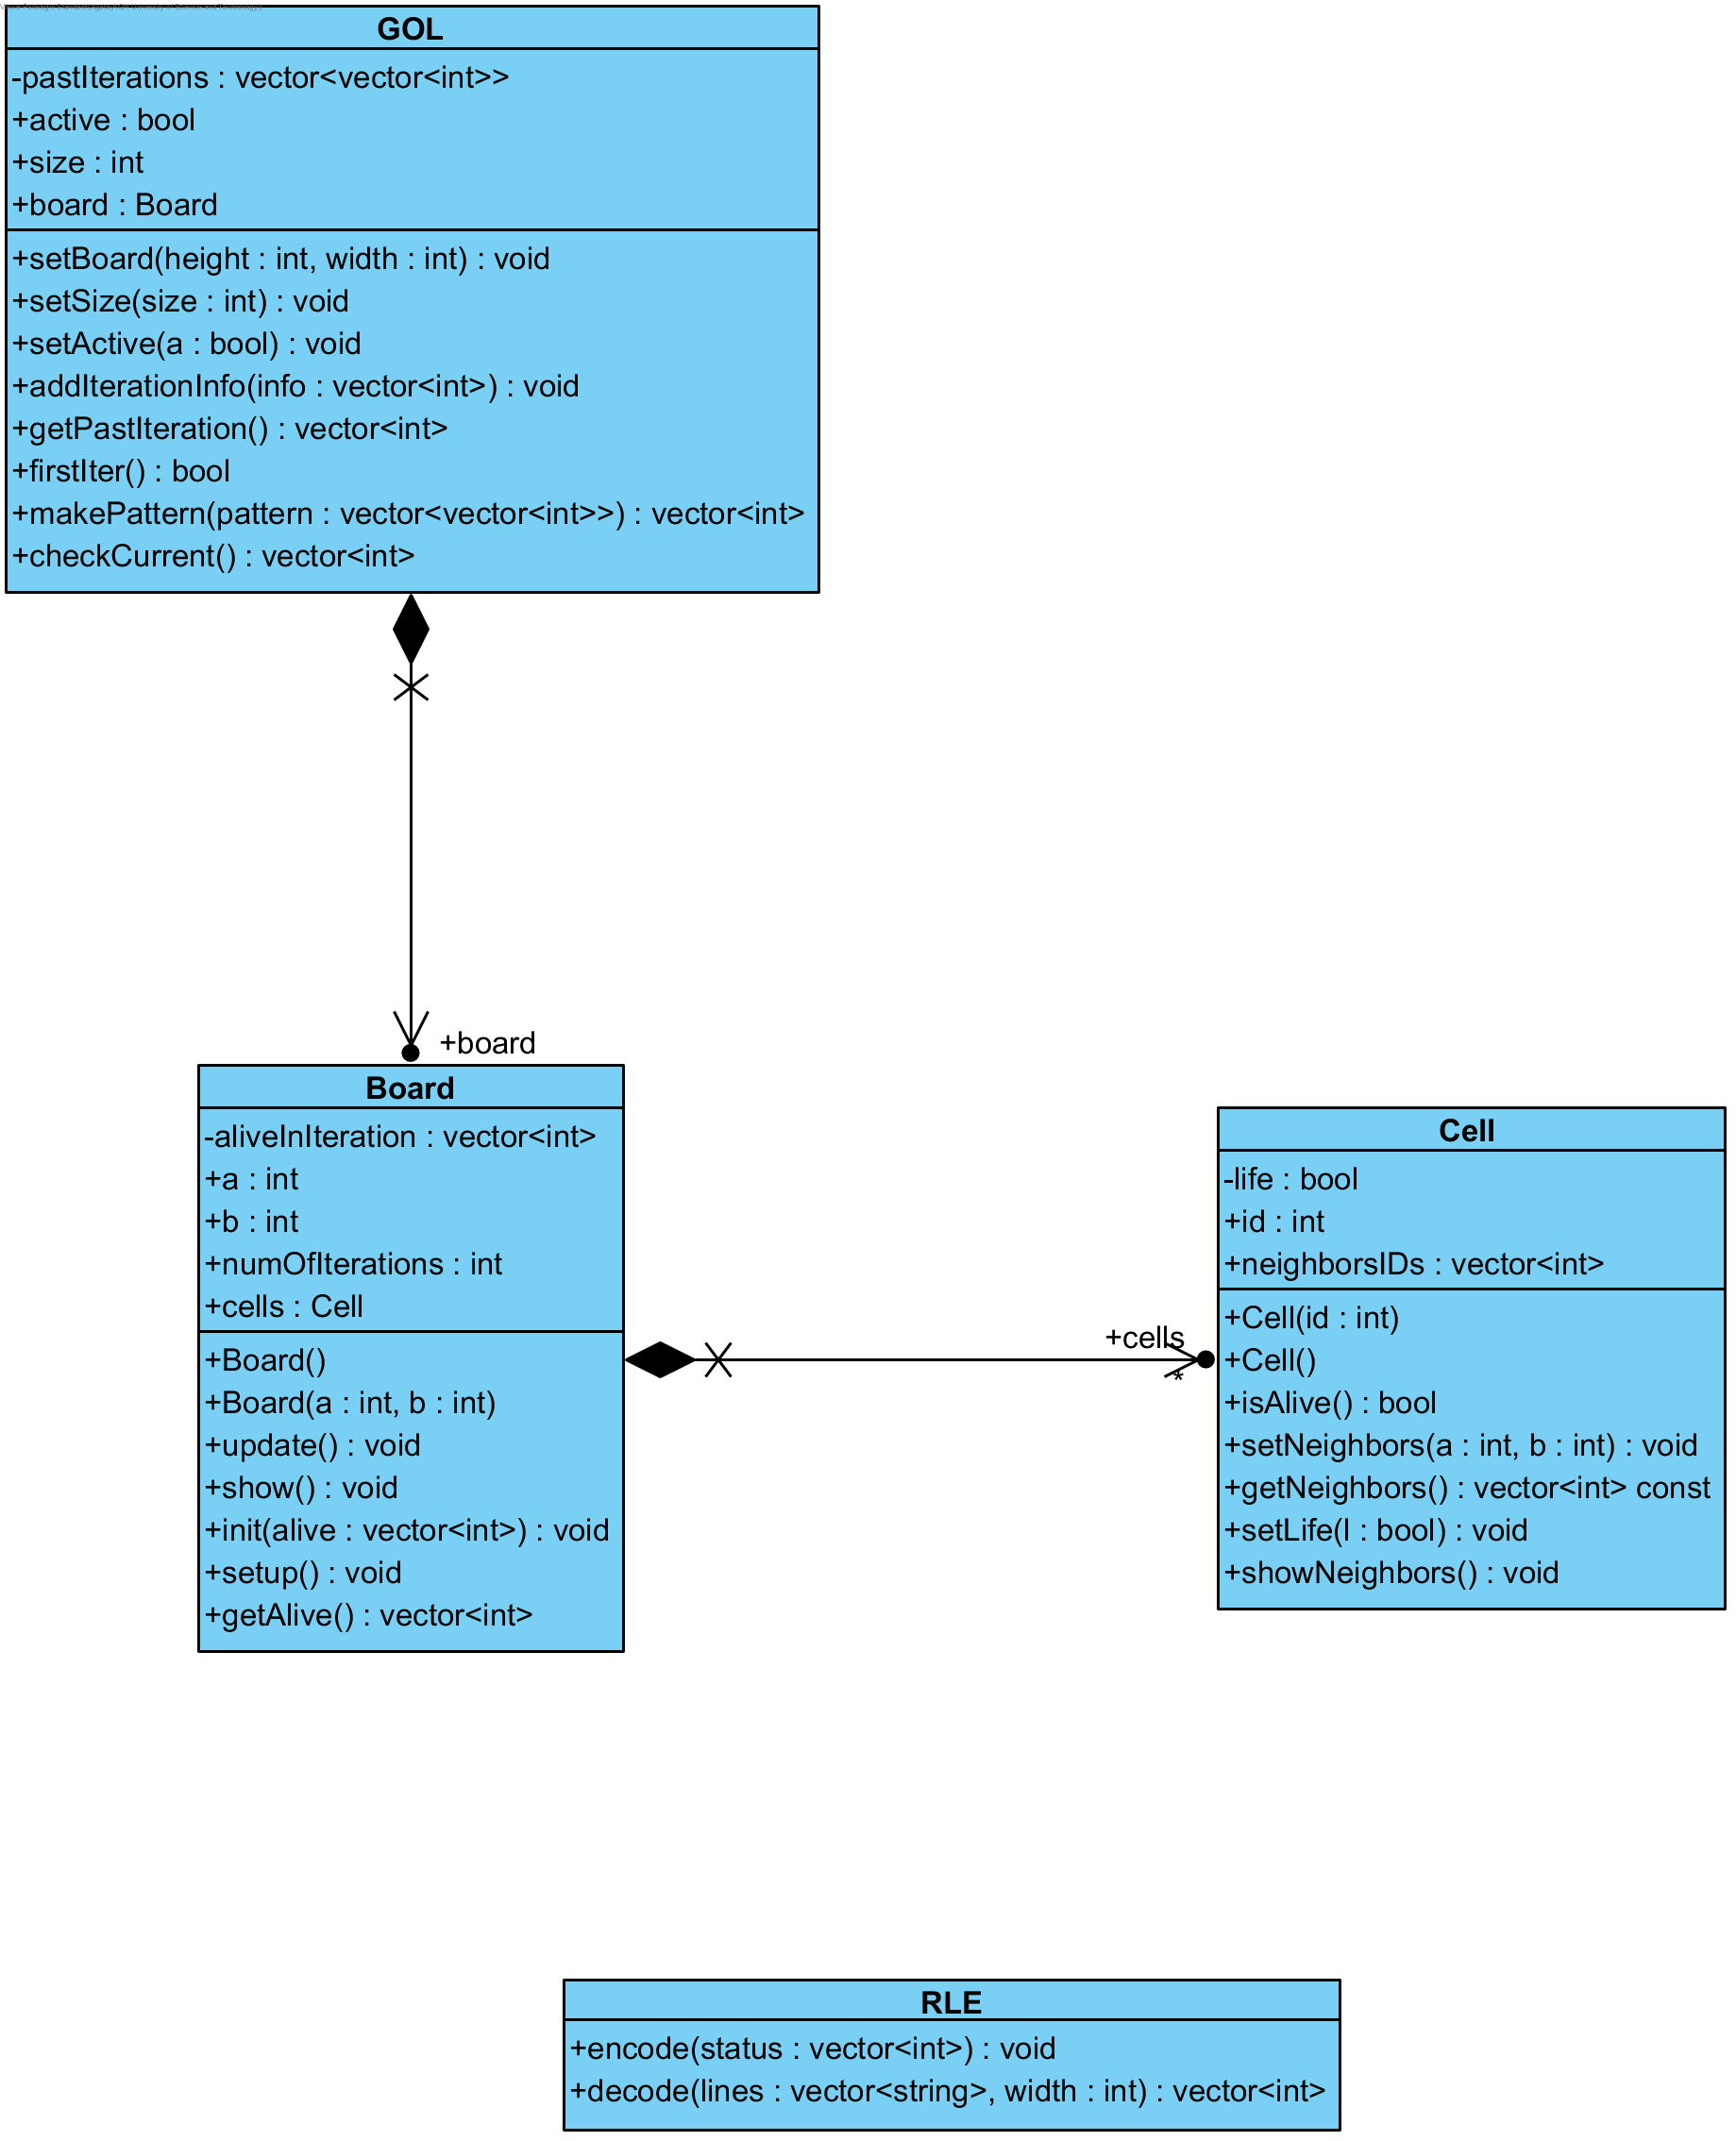 GOL
-pastIterations : vector<vector<int>>
+active : bool
+size : int
+board : Board
+setBoard(height : int, width : int) : void
+setSize(size : int) : void
+setActive(a : bool) : void
+addIterationInfo(info : vector<int>) : void
+getPastIteration() : vector<int>
+firstIter() : bool
+makePattern(pattern : vector<vector<int>>) : vector<int>
+checkCurrent() : vector<int>
+board
Board
-aliveInIteration : vector<int>
+a : int
+b : int
+numOfIterations : int
+cells : Cell
+Board()
+Board(a : int, b : int)
+update() : void
+show() : void
+init(alive : vector<int>) : void
+setup() : void
+getAlive() : vector<int>
+cells
*
Cell
-life : bool
+id : int
+neighborsIDs : vector<int>
+Cell(id : int)
+Cell()
+isAlive() : bool
+setNeighbors(a : int, b : int) : void
+getNeighbors() : vector<int> const
+setLife(l : bool) : void
+showNeighbors() : void
RLE
+encode(status : vector<int>) : void
+decode(lines : vector<string>, width : int) : vector<int>